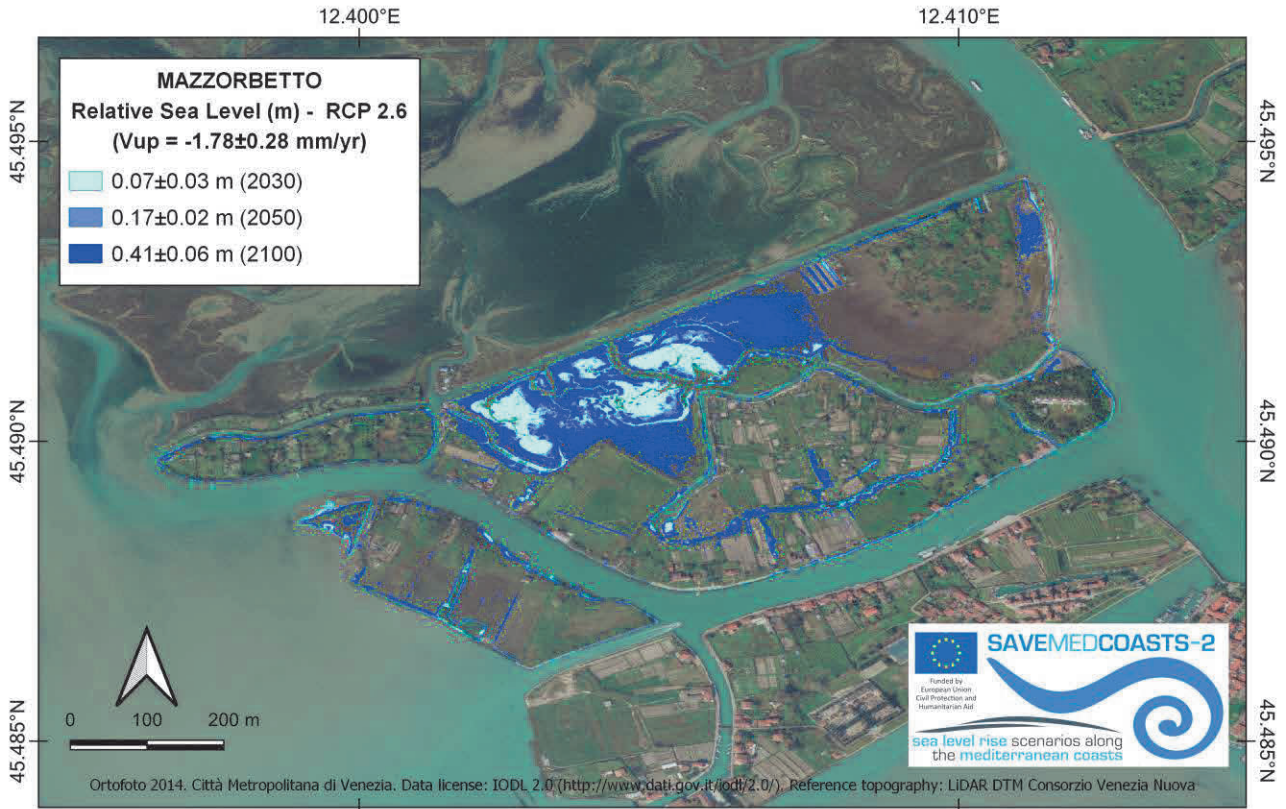 12.400°E
12.410°E
45.495°N
45.495°N
MAZZORBETTO
Relative Sea Level (m) - RCP 2.6
(Vup = -1.78±0.28 mm/yr)
0.07±0.03 m (2030)
0.17±0.02 m (2050)
0.41±0.06 m (2100)
45.490°N
45.490°N
45.485°N
45.485°N
0 100 200 m
SAVEMEDCOASTS-2
Funded by
European Union
Civil Protection and
Humanitarian Aid
sea level rise scenarios along
the mediterranean coasts
Ortofoto 2014. Città Metropolitana di Venezia. Data license: IODL 2.0 (http://www.dati.gov.it/iodl/2.0/). Reference topography: LiDAR DTM Consorzio Venezia Nuova